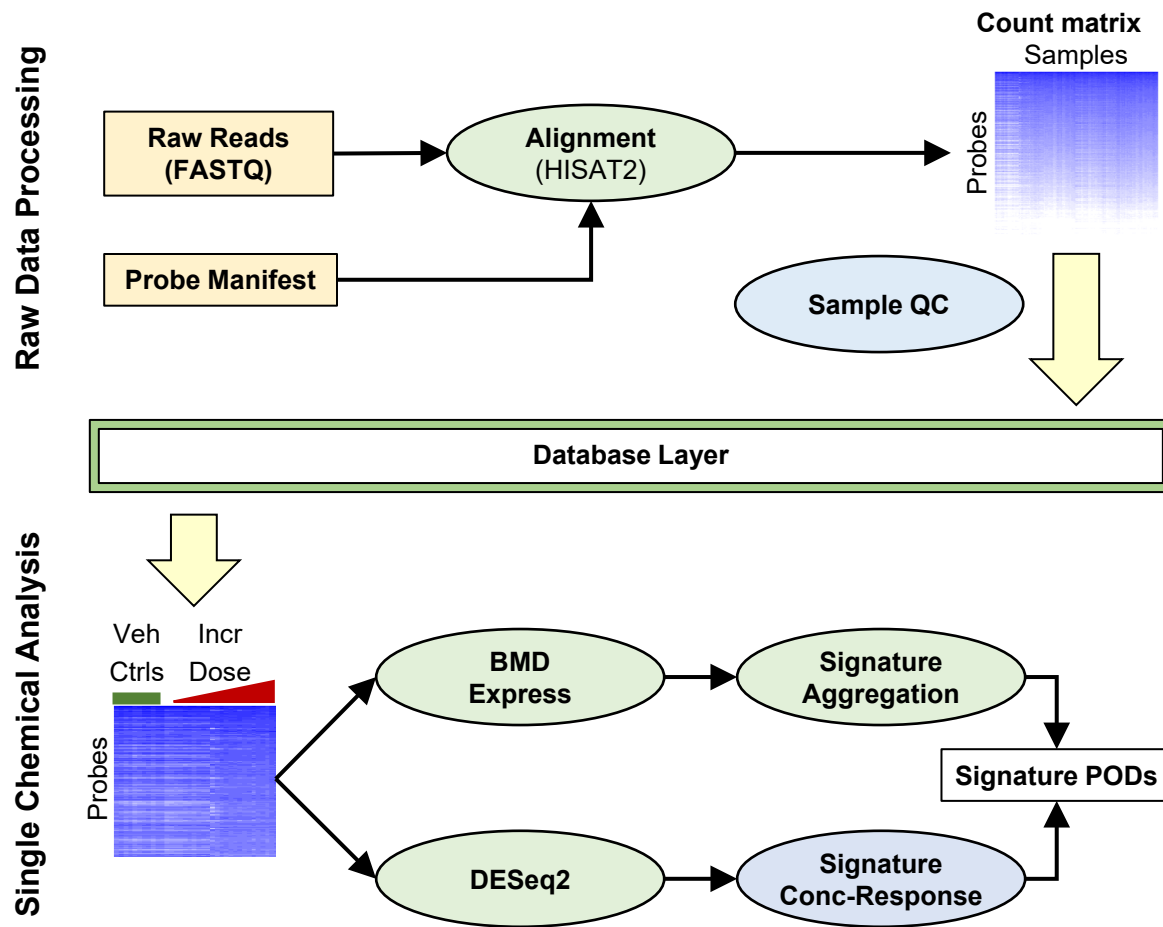 Raw Data Processing
Count matrix
Samples
Probes
Raw Reads
(FASTQ)
Alignment
(HISAT2)
Probe Manifest
Sample QC
Database Layer
Single Chemical Analysis
Veh
Ctrls
Incr
Dose
Probes
BMD
Express
Signature
Aggregation
Signature PODs
DESeq2
Signature
Conc-Response